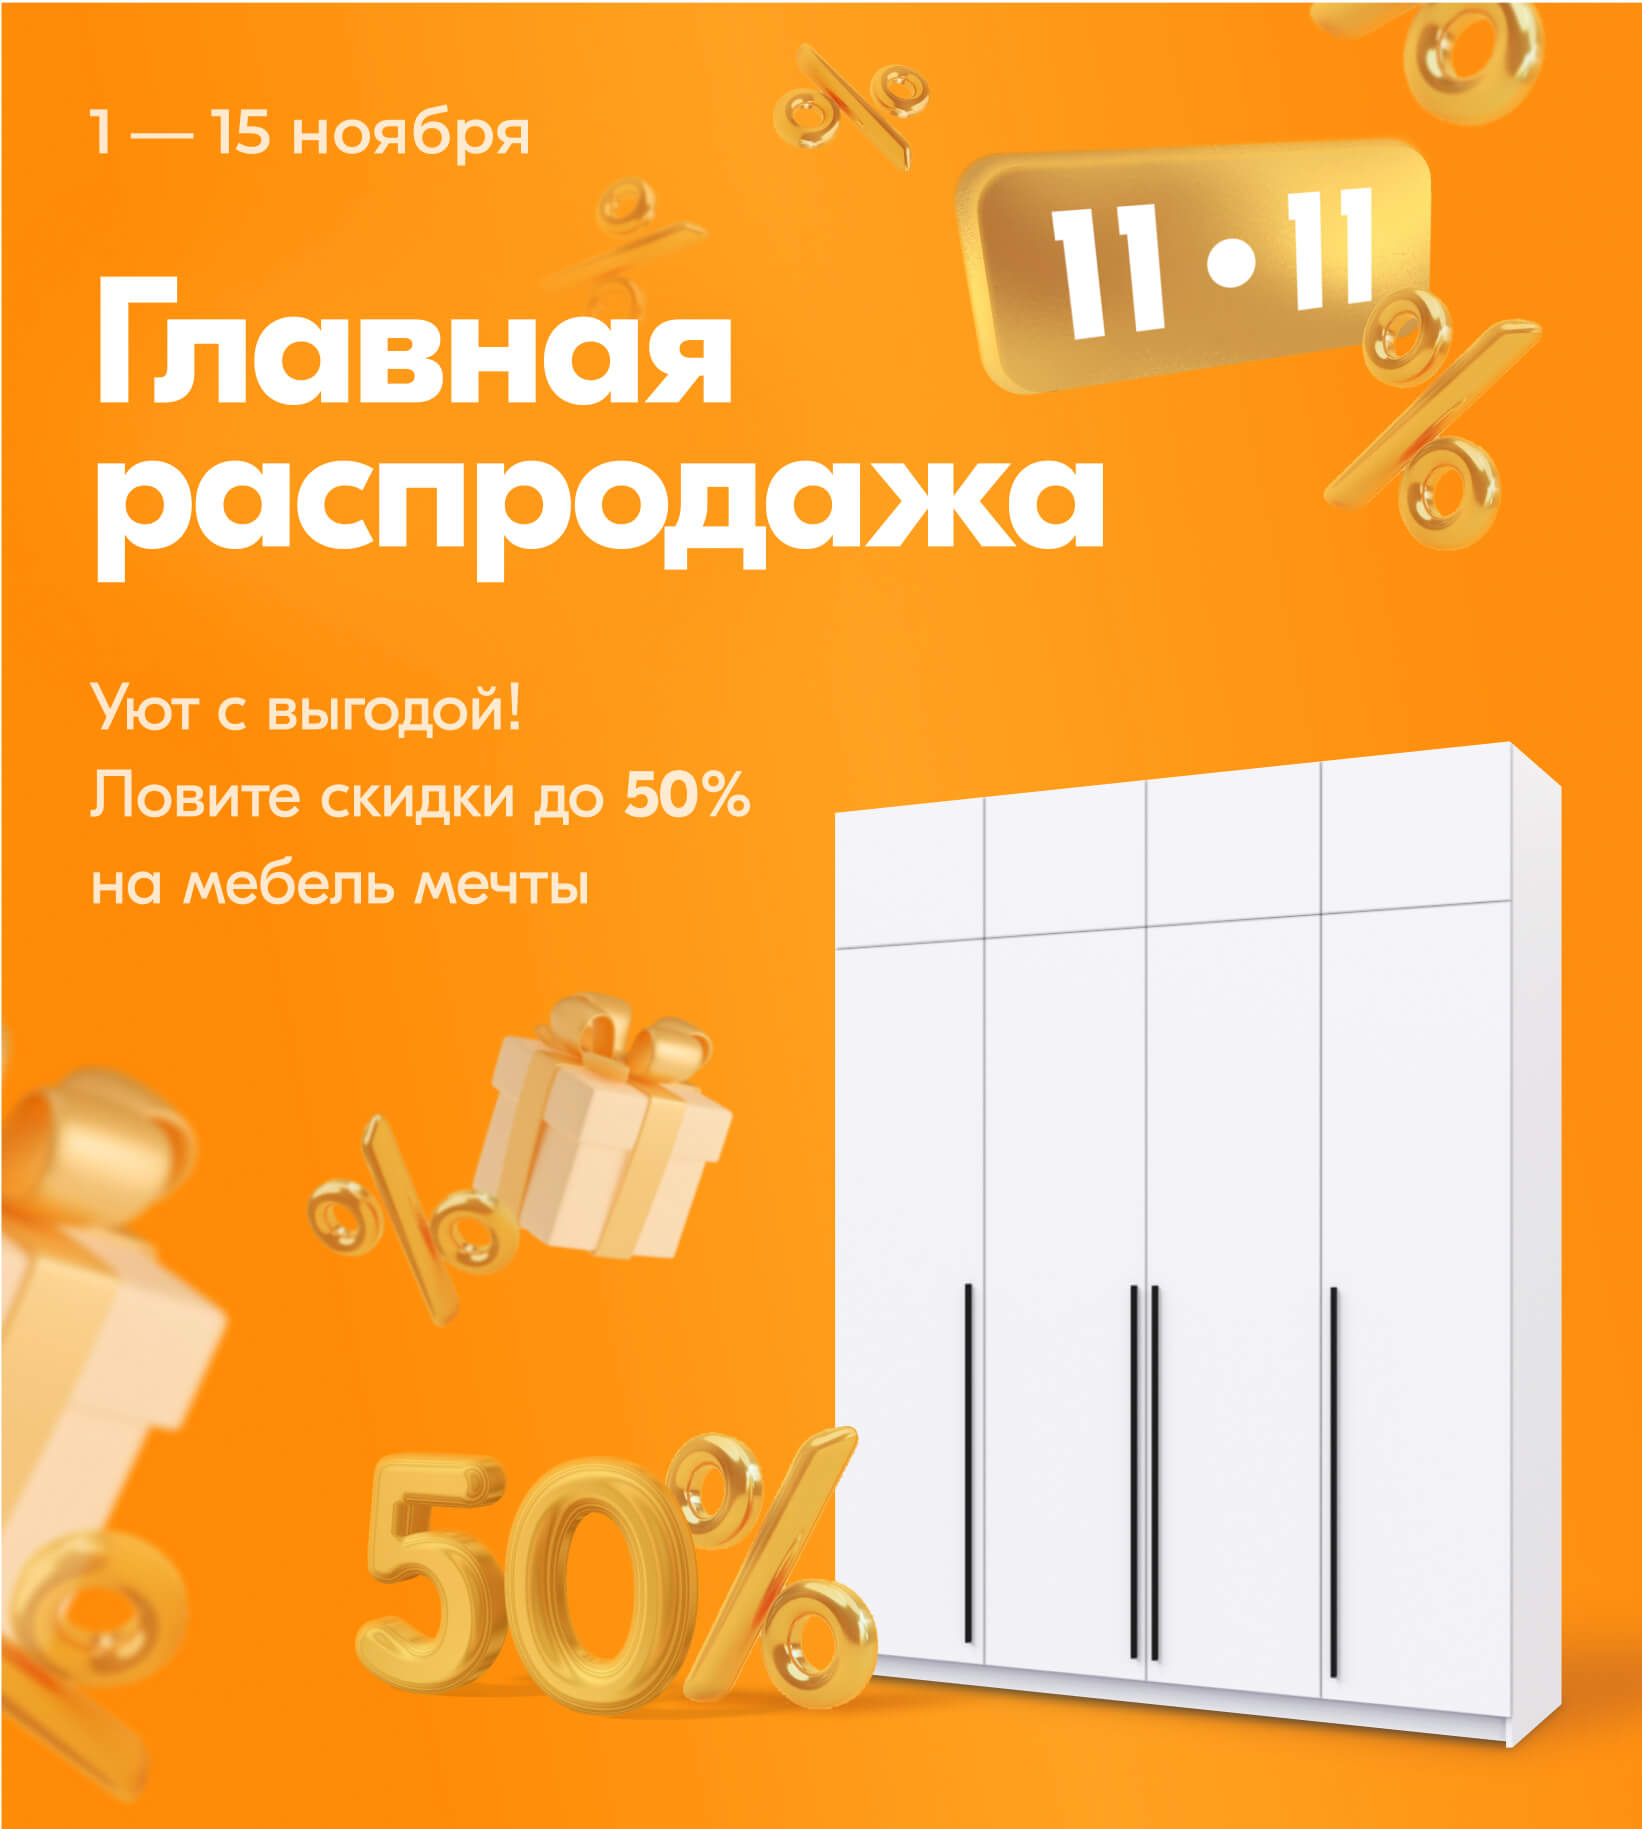 1 — 15 ноября
11 • 11
Главная
распродажа
Уют с выгодой!
Ловите скидки до 50%
на мебель мечты
50%